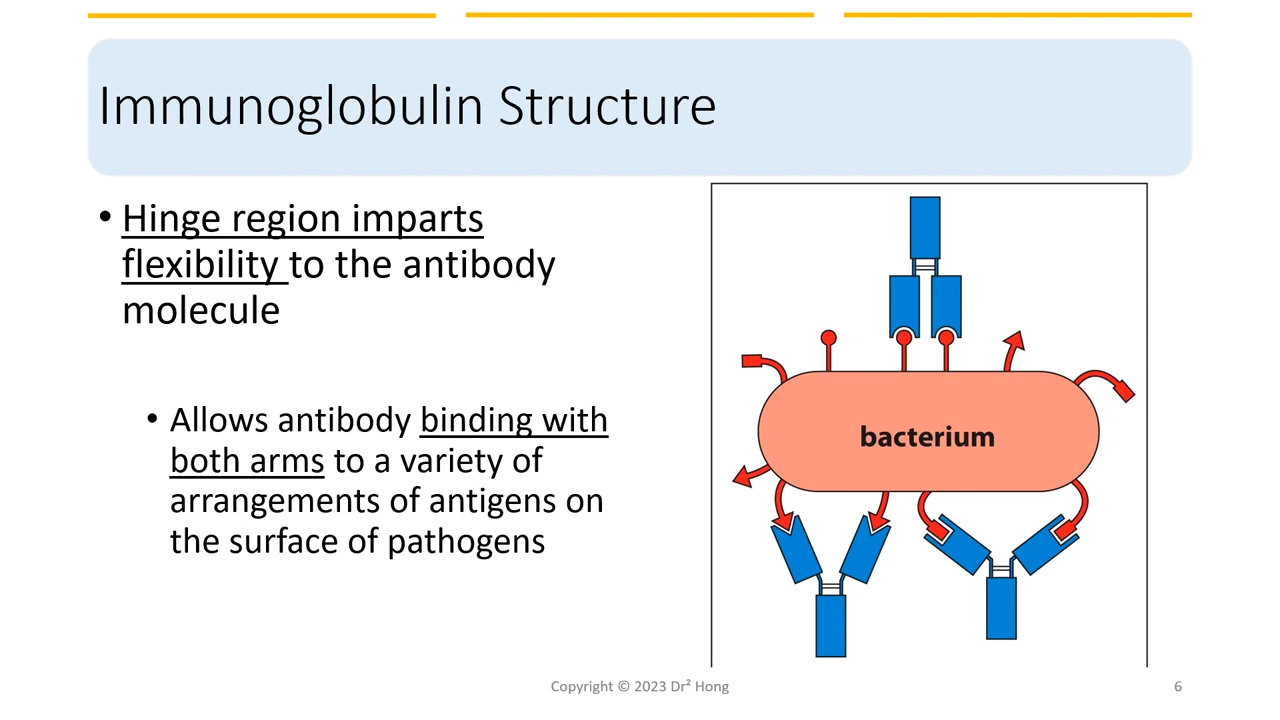 Immunoglobulin Structure
• Hinge region imparts
flexibility to the antibody
molecule
• Allows antibody binding with
both arms to a variety of
arrangements of antigens on
the surface of pathogens
bacterium
Copyright © 2023 Dr² Hong
6